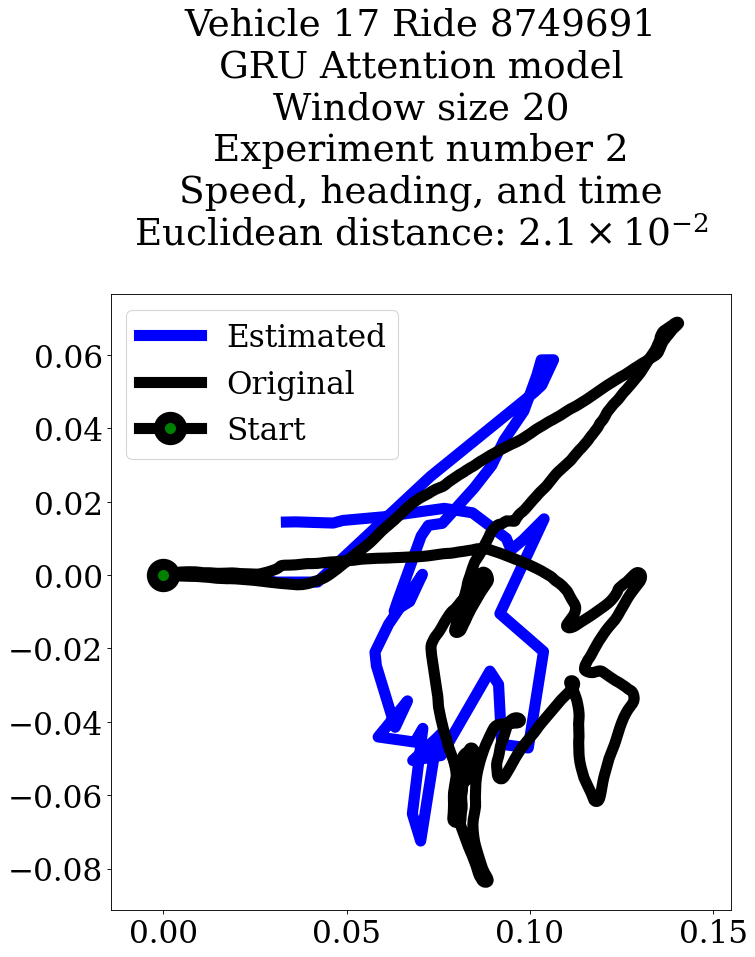 Vehicle 17 Ride 8749691
GRU Attention model
Window size 20
Experiment number 2
Speed, heading, and time
Euclidean distance: 2.1 × 10⁻²
Estimated
Original
Start
0.06
0.04
0.02
0.00
−0.02
−0.04
−0.06
−0.08
0.00 0.05 0.10 0.15